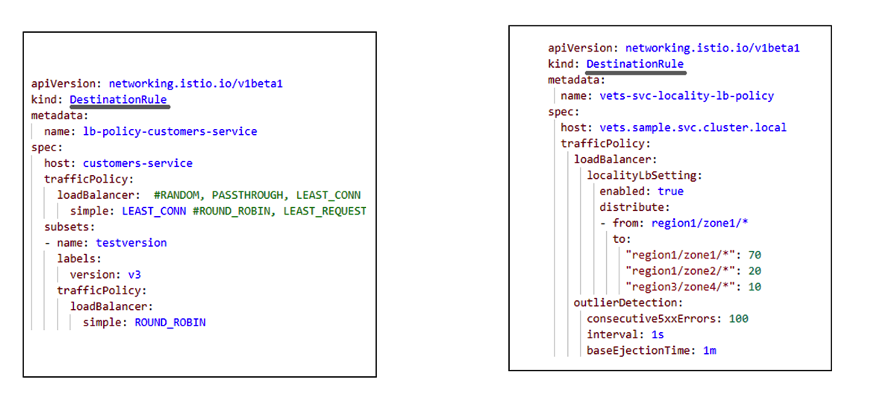 apiVersion: networking.istio.io/v1beta1
kind: DestinationRule
metadata:
  name: lb-policy-customers-service
spec:
  host: customers-service
  trafficPolicy:
    loadBalancer:  #RANDOM, PASSTHROUGH, LEAST_CONN
      simple: LEAST_CONN #ROUND_ROBIN, LEAST_REQUEST
  subsets:
  - name: testversion
    labels:
      version: v3
    trafficPolicy:
      loadBalancer:
        simple: ROUND_ROBIN
apiVersion: networking.istio.io/v1beta1
kind: DestinationRule
metadata:
  name: vets-svc-locality-lb-policy
spec:
  host: vets.sample.svc.cluster.local
  trafficPolicy:
    loadBalancer:
      localityLbSetting:
        enabled: true
        distribute:
        - from: region1/zone1/*
          to:
            "region1/zone1/*": 70
            "region1/zone2/*": 20
            "region3/zone4/*": 10
    outlierDetection:
      consecutive5xxErrors: 100
      interval: 1s
      baseEjectionTime: 1m